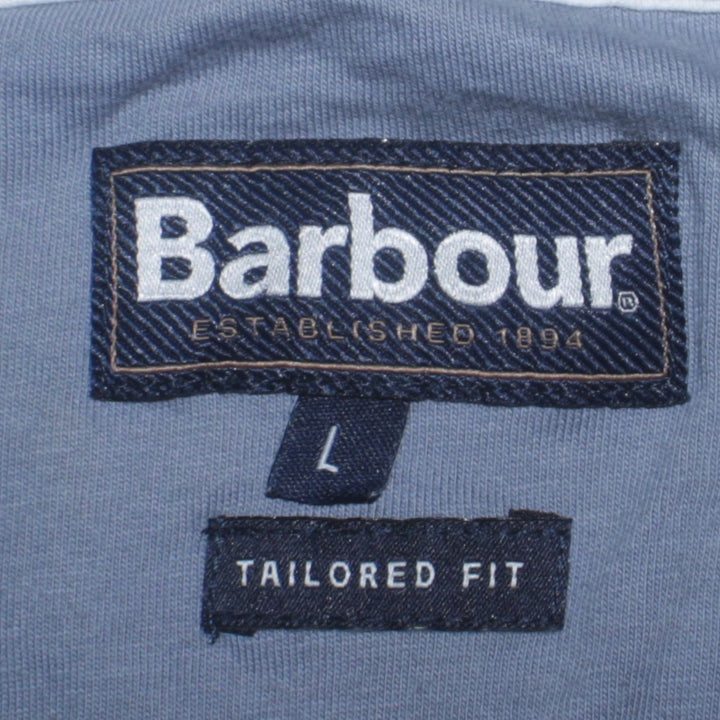 Barbour®
ESTABLISHED 1894
L
TAILORED FIT